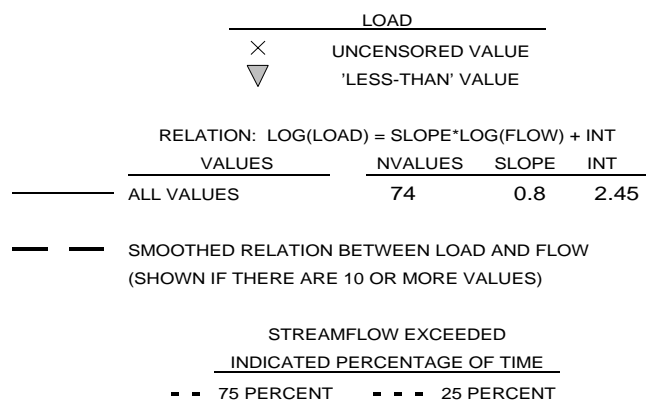 LOAD
UNCENSORED VALUE
'LESS-THAN' VALUE
RELATION: LOG(LOAD) = SLOPE*LOG(FLOW) + INT
VALUES NVALUES SLOPE INT
ALL VALUES 74 0.8 2.45
SMOOTHED RELATION BETWEEN LOAD AND FLOW
(SHOWN IF THERE ARE 10 OR MORE VALUES)
STREAMFLOW EXCEEDED
INDICATED PERCENTAGE OF TIME
75 PERCENT 25 PERCENT